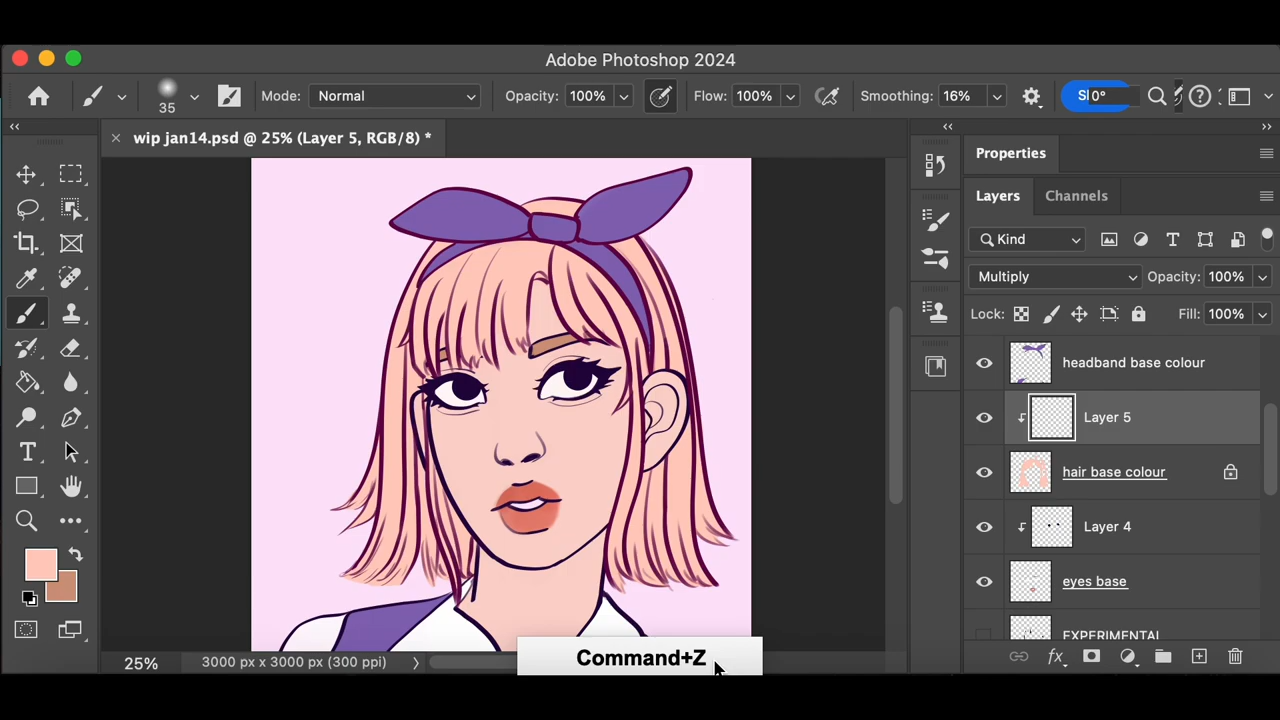 Adobe Photoshop 2024
35
Mode: Normal
Opacity: 100%
Flow: 100%
Smoothing: 16%
0°
wip jan14.psd @ 25% (Layer 5, RGB/8) *
Properties
Layers
Channels
Kind
Multiply
Opacity: 100%
Lock:
Fill: 100%
headband base colour
Layer 5
hair base colour
Layer 4
eyes base
EXPERIMENTAL
25%
3000 px x 3000 px (300 ppi)
Command+Z